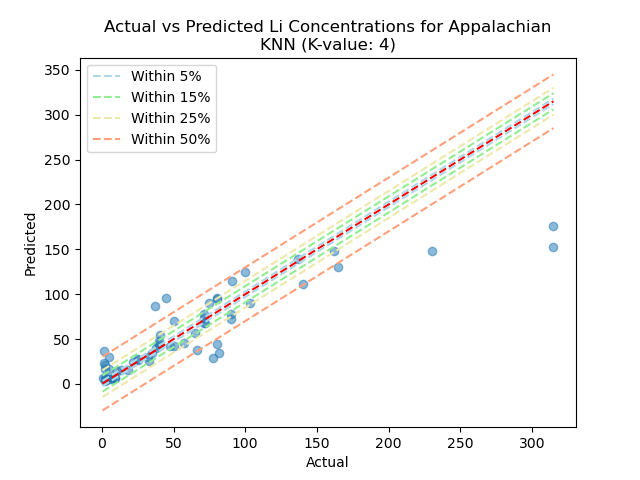 Actual vs Predicted Li Concentrations for Appalachian
KNN (K-value: 4)
Within 5%
Within 15%
Within 25%
Within 50%
350
300
250
200
150
100
50
0
Predicted
0 50 100 150 200 250 300
Actual